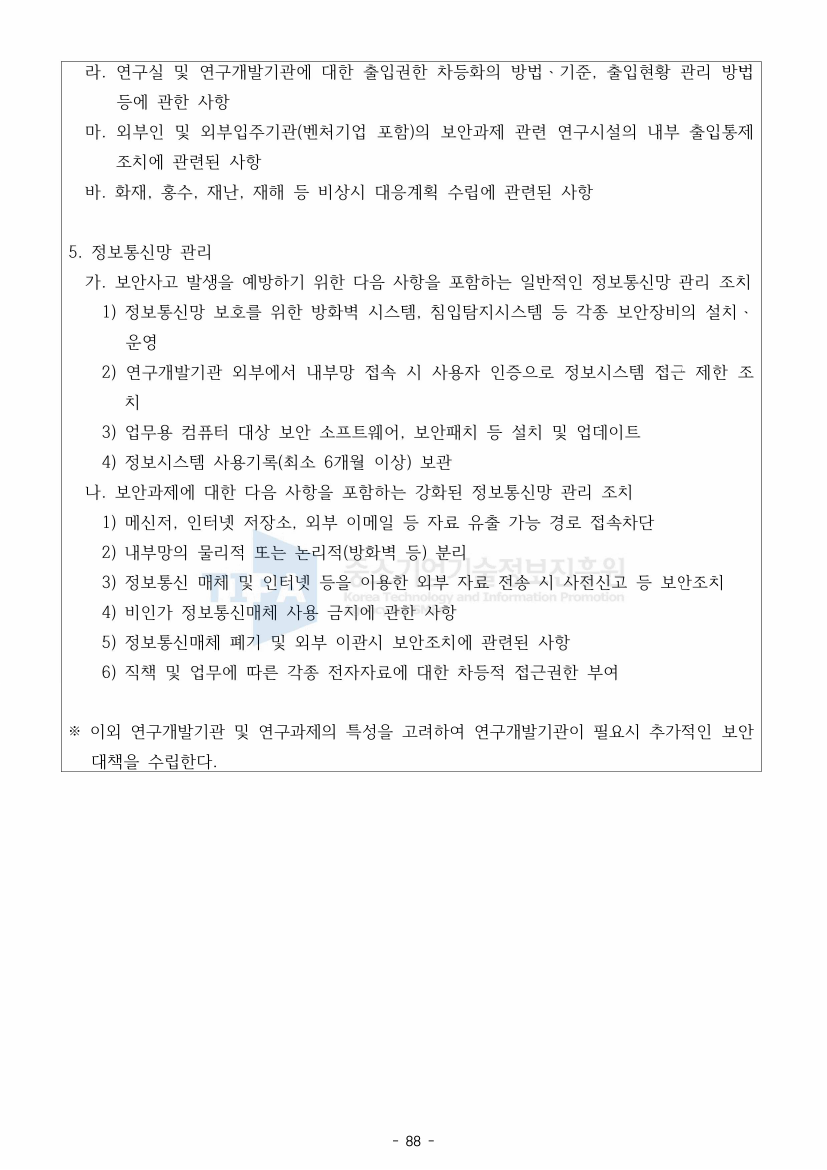 라. 연구실 및 연구개발기관에 대한 출입권한 차등화의 방법ㆍ기준, 출입현황 관리 방법
등에 관한 사항
마. 외부인 및 외부입주기관(벤처기업 포함)의 보안과제 관련 연구시설의 내부 출입통제
조치에 관련된 사항
바. 화재, 홍수, 재난, 재해 등 비상시 대응계획 수립에 관련된 사항
5. 정보통신망 관리
가. 보안사고 발생을 예방하기 위한 다음 사항을 포함하는 일반적인 정보통신망 관리 조치
1) 정보통신망 보호를 위한 방화벽 시스템, 침입탐지시스템 등 각종 보안장비의 설치ㆍ
운영
2) 연구개발기관 외부에서 내부망 접속 시 사용자 인증으로 정보시스템 접근 제한 조
치
3) 업무용 컴퓨터 대상 보안 소프트웨어, 보안패치 등 설치 및 업데이트
4) 정보시스템 사용기록(최소 6개월 이상) 보관
나. 보안과제에 대한 다음 사항을 포함하는 강화된 정보통신망 관리 조치
1) 메신저, 인터넷 저장소, 외부 이메일 등 자료 유출 가능 경로 접속차단
2) 내부망의 물리적 또는 논리적(방화벽 등) 분리
중소기업기술정보진흥원
3) 정보통신 매체 및 인터넷 등을 이용한 외부 자료 전송 시 사전신고 등 보안조치
TIPA
Korea Technology and Information Promotion
4) 비인가 정보통신매체 사용 금지에 관한 사항
5) 정보통신매체 폐기 및 외부 이관시 보안조치에 관련된 사항
6) 직책 및 업무에 따른 각종 전자자료에 대한 차등적 접근권한 부여
※ 이외 연구개발기관 및 연구과제의 특성을 고려하여 연구개발기관이 필요시 추가적인 보안
대책을 수립한다.
- 88 -